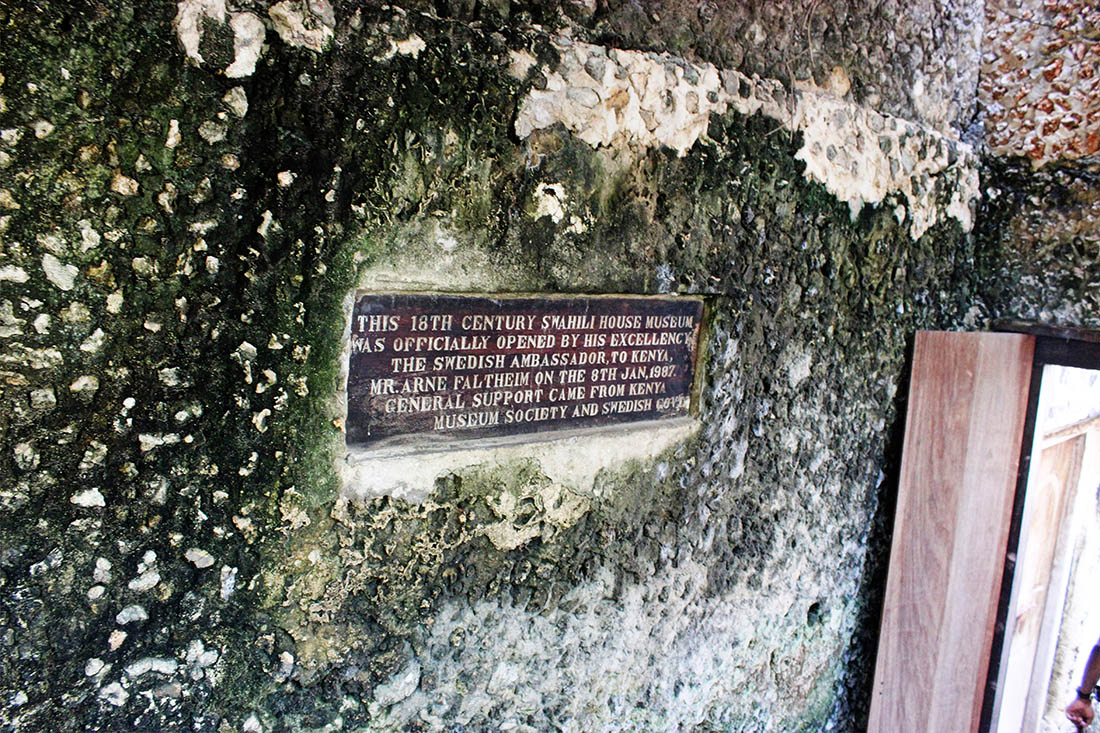 THIS 18TH CENTURY SWAHILI HOUSE MUSEUM
WAS OFFICIALLY OPENED BY HIS EXCELLENCY
THE SWEDISH AMBASSADOR, TO KENYA,
MR. ARNE FALTHEIM ON THE 8TH JAN, 1987.
GENERAL SUPPORT CAME FROM KENYA
MUSEUM SOCIETY AND SWEDISH GOVT.